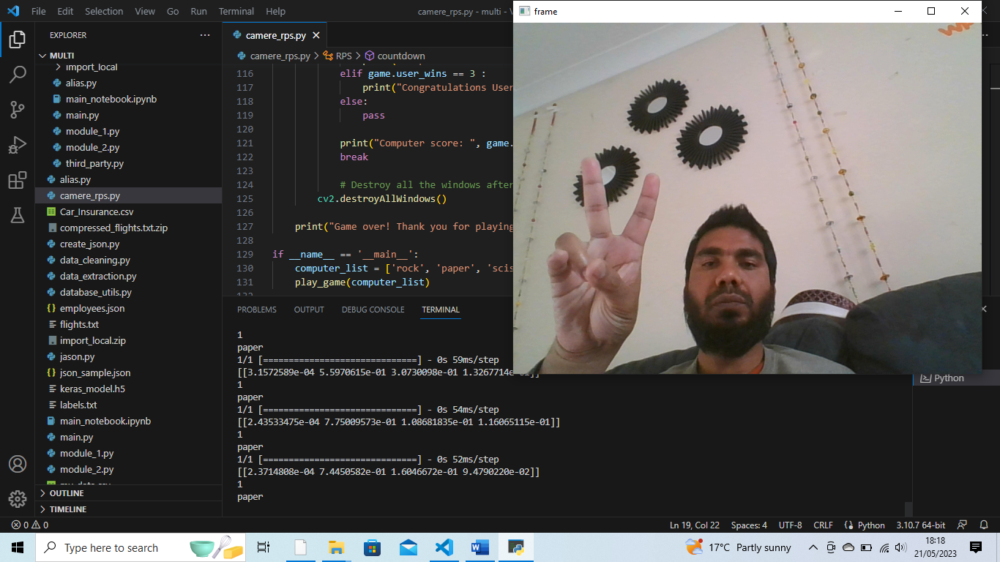 File Edit Selection View Go Run Terminal Help
camere_rps.py - multi - V
frame
EXPLORER
MULTI
import_local
alias.py
main_notebook.ipynb
main.py
module_1.py
module_2.py
third_party.py
alias.py
camere_rps.py
Car_Insurance.csv
compressed_flights.txt.zip
create_json.py
data_cleaning.py
data_extraction.py
database_utils.py
employees.json
flights.txt
import_local.zip
jason.py
json_sample.json
keras_model.h5
labels.txt
main_notebook.ipynb
main.py
module_1.py
module_2.py
OUTLINE
TIMELINE
camere_rps.py
camere_rps.py > RPS > countdown
116 elif game.user_wins == 3 :
117 print("Congratulations User
118 else:
119 pass
120
121 print("Computer score: ", game.
122 break
123
124 # Destroy all the windows after
125 cv2.destroyAllWindows()
126
127 print("Game over! Thank you for playing
128
129 if __name__ == '__main__':
130 computer_list = ['rock', 'paper', 'scis
131 play_game(computer_list)
PROBLEMS OUTPUT DEBUG CONSOLE TERMINAL
1
paper
1/1 [==============================] - 0s 59ms/step
[[3.1572589e-04 5.5970615e-01 3.0730098e-01 1.3267714e-01]]
1
paper
1/1 [==============================] - 0s 54ms/step
[[2.43533475e-04 7.75009573e-01 1.08681835e-01 1.16065115e-01]]
1
paper
1/1 [==============================] - 0s 52ms/step
[[2.3714808e-04 7.4450582e-01 1.6046672e-01 9.4790220e-02]]
1
paper
Python
0 0 Ln 19, Col 22 Spaces: 4 UTF-8 CRLF Python 3.10.7 64-bit
Type here to search
17°C Partly sunny
18:18
21/05/2023